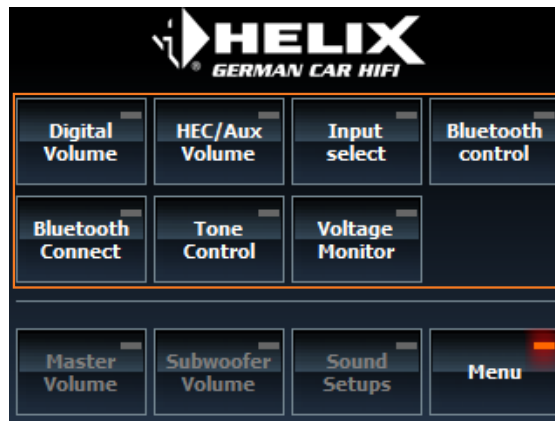 HELIX
GERMAN CAR HIFI
Digital Volume
HEC/Aux Volume
Input select
Bluetooth control
Bluetooth Connect
Tone Control
Voltage Monitor
Master Volume
Subwoofer Volume
Sound Setups
Menu